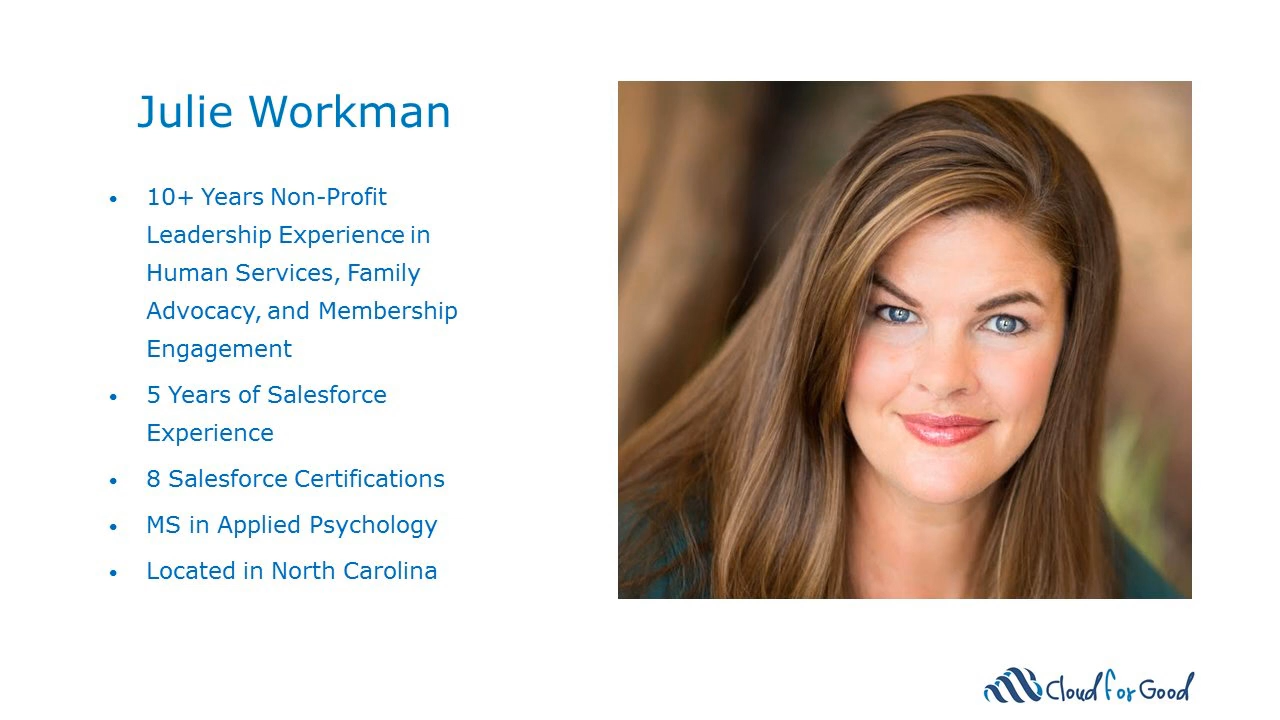 Julie Workman
• 10+ Years Non-Profit
Leadership Experience in
Human Services, Family
Advocacy, and Membership
Engagement
• 5 Years of Salesforce
Experience
• 8 Salesforce Certifications
• MS in Applied Psychology
• Located in North Carolina
Cloud for Good